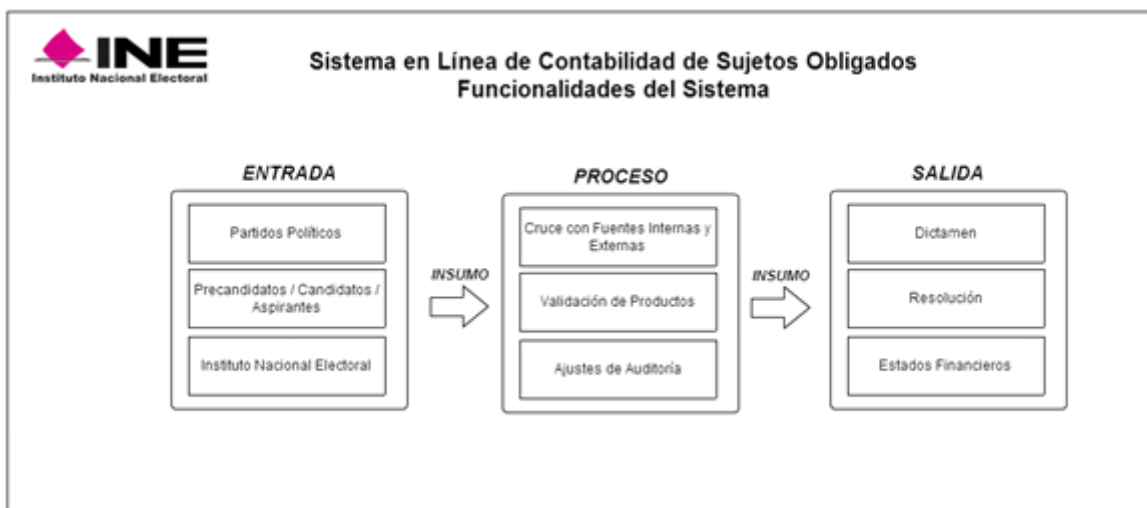 INE
Instituto Nacional Electoral
Sistema en Línea de Contabilidad de Sujetos Obligados
Funcionalidades del Sistema
ENTRADA
Partidos Políticos
Precandidatos / Candidatos /
Aspirantes
Instituto Nacional Electoral
INSUMO
PROCESO
Cruce con Fuentes Internas y
Externas
Validación de Productos
Ajustes de Auditoría
INSUMO
SALIDA
Dictamen
Resolución
Estados Financieros